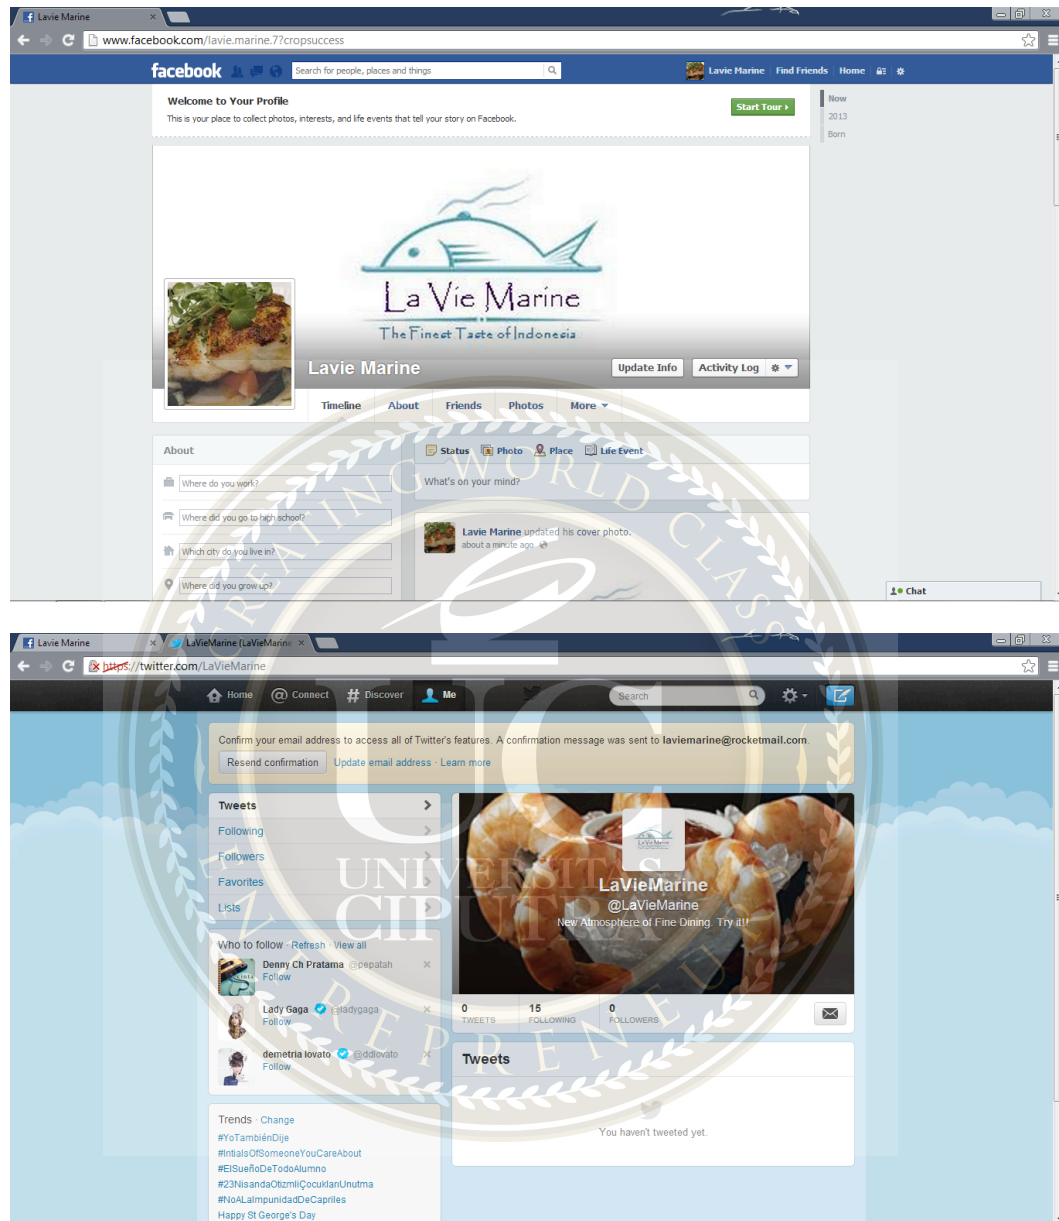 Lavie Marine
www.facebook.com/lavie.marine.7?cropsuccess
facebook Search for people, places and things Lavie Marine Find Friends Home
Welcome to Your Profile
This is your place to collect photos, interests, and life events that tell your story on Facebook.
Start Tour
Now
2013
Born
La Vie Marine
The Finest Taste of Indonesia
Lavie Marine
Update Info Activity Log
Timeline About Friends Photos More
About
Where do you work?
Where did you go to high school?
Which city do you live in?
Where did you grow up?
Status Photo Place Life Event
What's on your mind?
Lavie Marine updated his cover photo.
about a minute ago
Chat
CREATING WORLD CLASS
ENTREPRENEUR
UC
UNIVERSITAS
CIPUTRA
Lavie Marine LaVieMarine (LaVieMarine
https://twitter.com/LaVieMarine
Home Connect Discover Me Search
Confirm your email address to access all of Twitter's features. A confirmation message was sent to laviemarine@rocketmail.com.
Resend confirmation Update email address · Learn more
Tweets
Following
Followers
Favorites
Lists
Who to follow · Refresh · View all
Denny Ch Pratama @pepatah
Follow
Lady Gaga @ladygaga
Follow
demetria lovato @ddlovato
Follow
Trends · Change
#YoTambiénDije
#IntialsOfSomeoneYouCareAbout
#ElSueñoDeTodoAlumno
#23NisandaOtizmliÇocuklarıUnutma
#NoALaImpunidadDeCapriles
Happy St George's Day
LaVieMarine
@LaVieMarine
New Atmosphere of Fine Dining. Try it!!
0 15 0
TWEETS FOLLOWING FOLLOWERS
Tweets
You haven't tweeted yet.